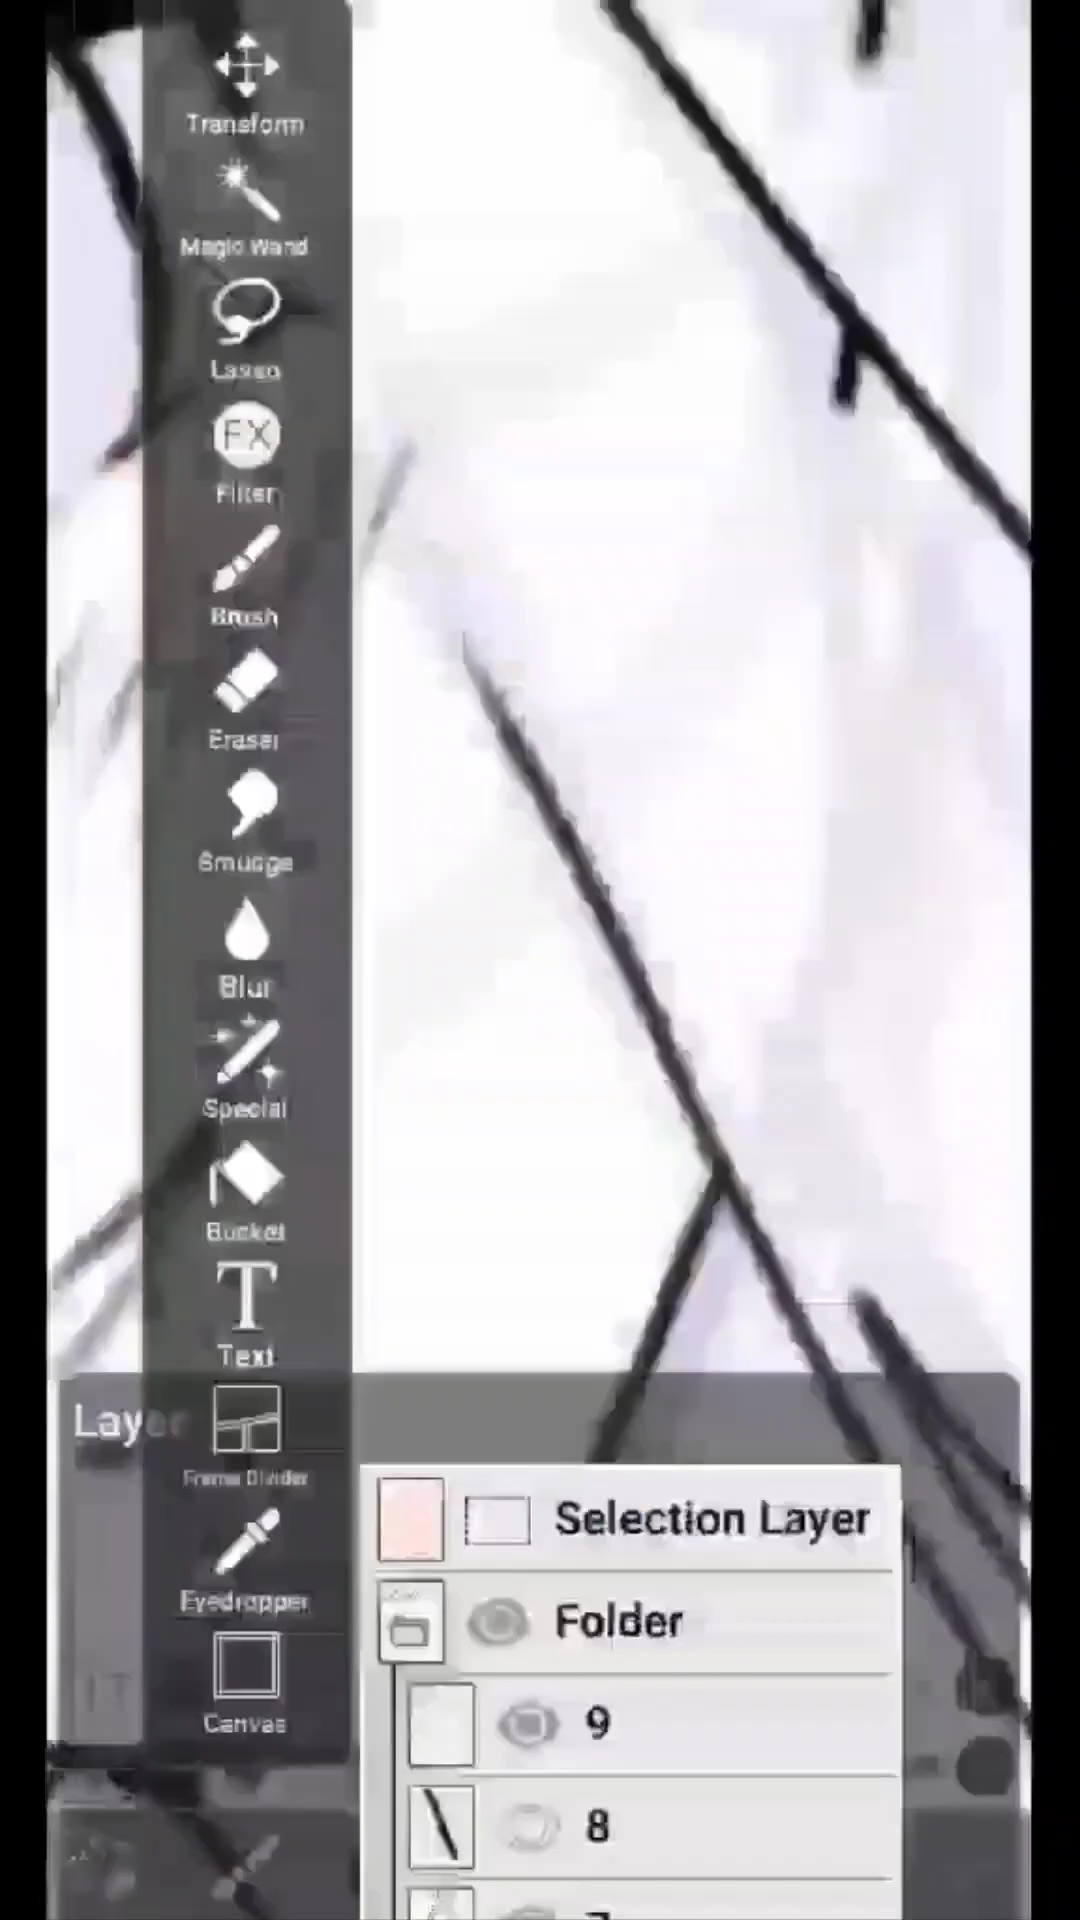 Transform
Magic Wand
Lasso
FX
Filter
Brush
Eraser
Smudge
Blur
Special
Bucket
T
Text
Layer
Frame Divider
Eyedropper
Canvas
Selection Layer
Folder
9
8